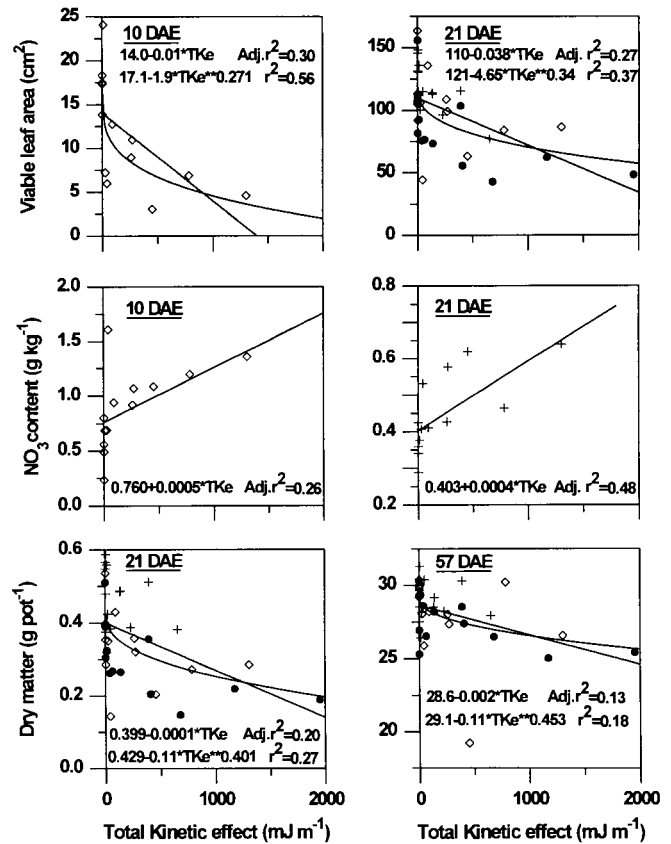 10 DAE
14.0-0.01*TKe Adj.r²=0.30
17.1-1.9*TKe**0.271 r²=0.56
Viable leaf area (cm²)
25
20
15
10
5
0
0
1000
2000
21 DAE
110-0.038*TKe Adj.r²=0.27
121-4.65*TKe**0.34 r²=0.37
150
100
50
0
0
1000
2000
10 DAE
NO₃content (g kg⁻¹)
2.0
1.5
1.0
0.5
0.0
0.760+0.0005*TKe Adj.r²=0.26
21 DAE
0.8
0.6
0.4
0.2
0.403+0.0004*TKe Adj. r²=0.48
21 DAE
Dry matter (g pot⁻¹)
0.6
0.4
0.2
0.0
0.399-0.0001*TKe Adj.r²=0.20
0.429-0.11*TKe**0.401 r²=0.27
0
1000
2000
Total Kinetic effect (mJ m⁻¹)
57 DAE
30
25
20
28.6-0.002*TKe Adj.r²=0.13
29.1-0.11*TKe**0.453 r²=0.18
0
1000
2000
Total Kinetic effect (mJ m⁻¹)